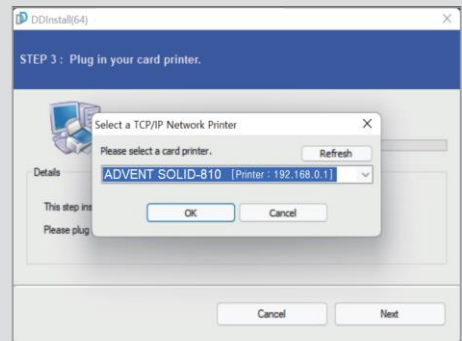 DDInstall(64)
STEP 3 : Plug in your card printer.
Select a TCP/IP Network Printer
Please select a card printer.
Refresh
ADVENT SOLID-810 [Printer : 192.168.0.1]
OK
Cancel
Details
This step ins
Please plug
Cancel
Next